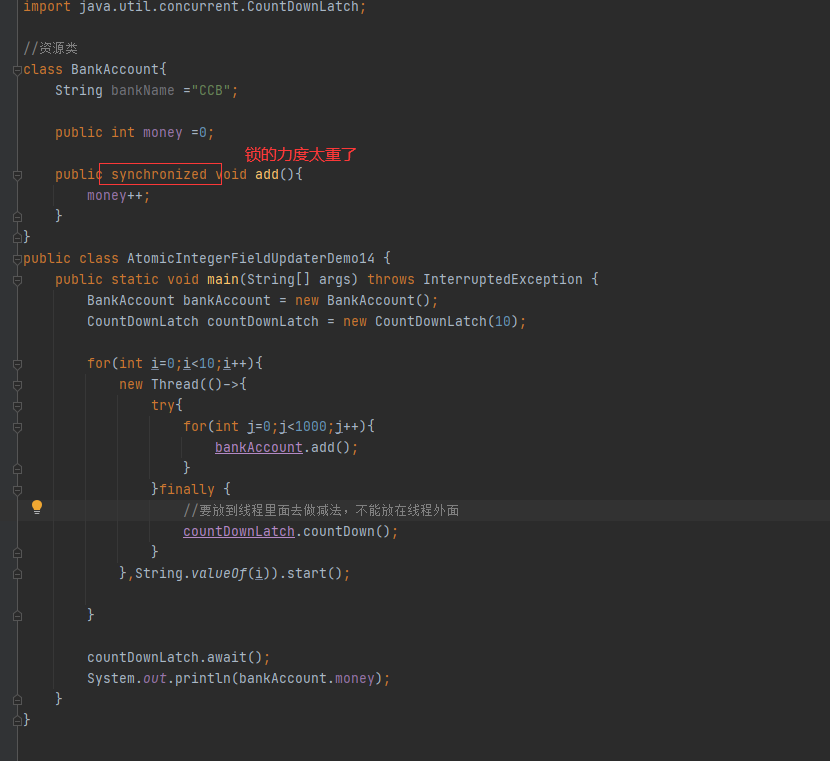 import java.util.concurrent.CountDownLatch;
//资源类
class BankAccount{
String bankName ="CCB";
public int money =0;
锁的力度太重了
public synchronized void add(){
money++;
}
}
public class AtomicIntegerFieldUpdaterDemo14 {
public static void main(String[] args) throws InterruptedException {
BankAccount bankAccount = new BankAccount();
CountDownLatch countDownLatch = new CountDownLatch(10);
for(int i=0;i<10;i++){
new Thread(()->{
try{
for(int j=0;j<1000;j++){
bankAccount.add();
}
}finally {
//要放到线程里面去做减法，不能放在线程外面
countDownLatch.countDown();
}
},String.valueOf(i)).start();
}
countDownLatch.await();
System.out.println(bankAccount.money);
}
}